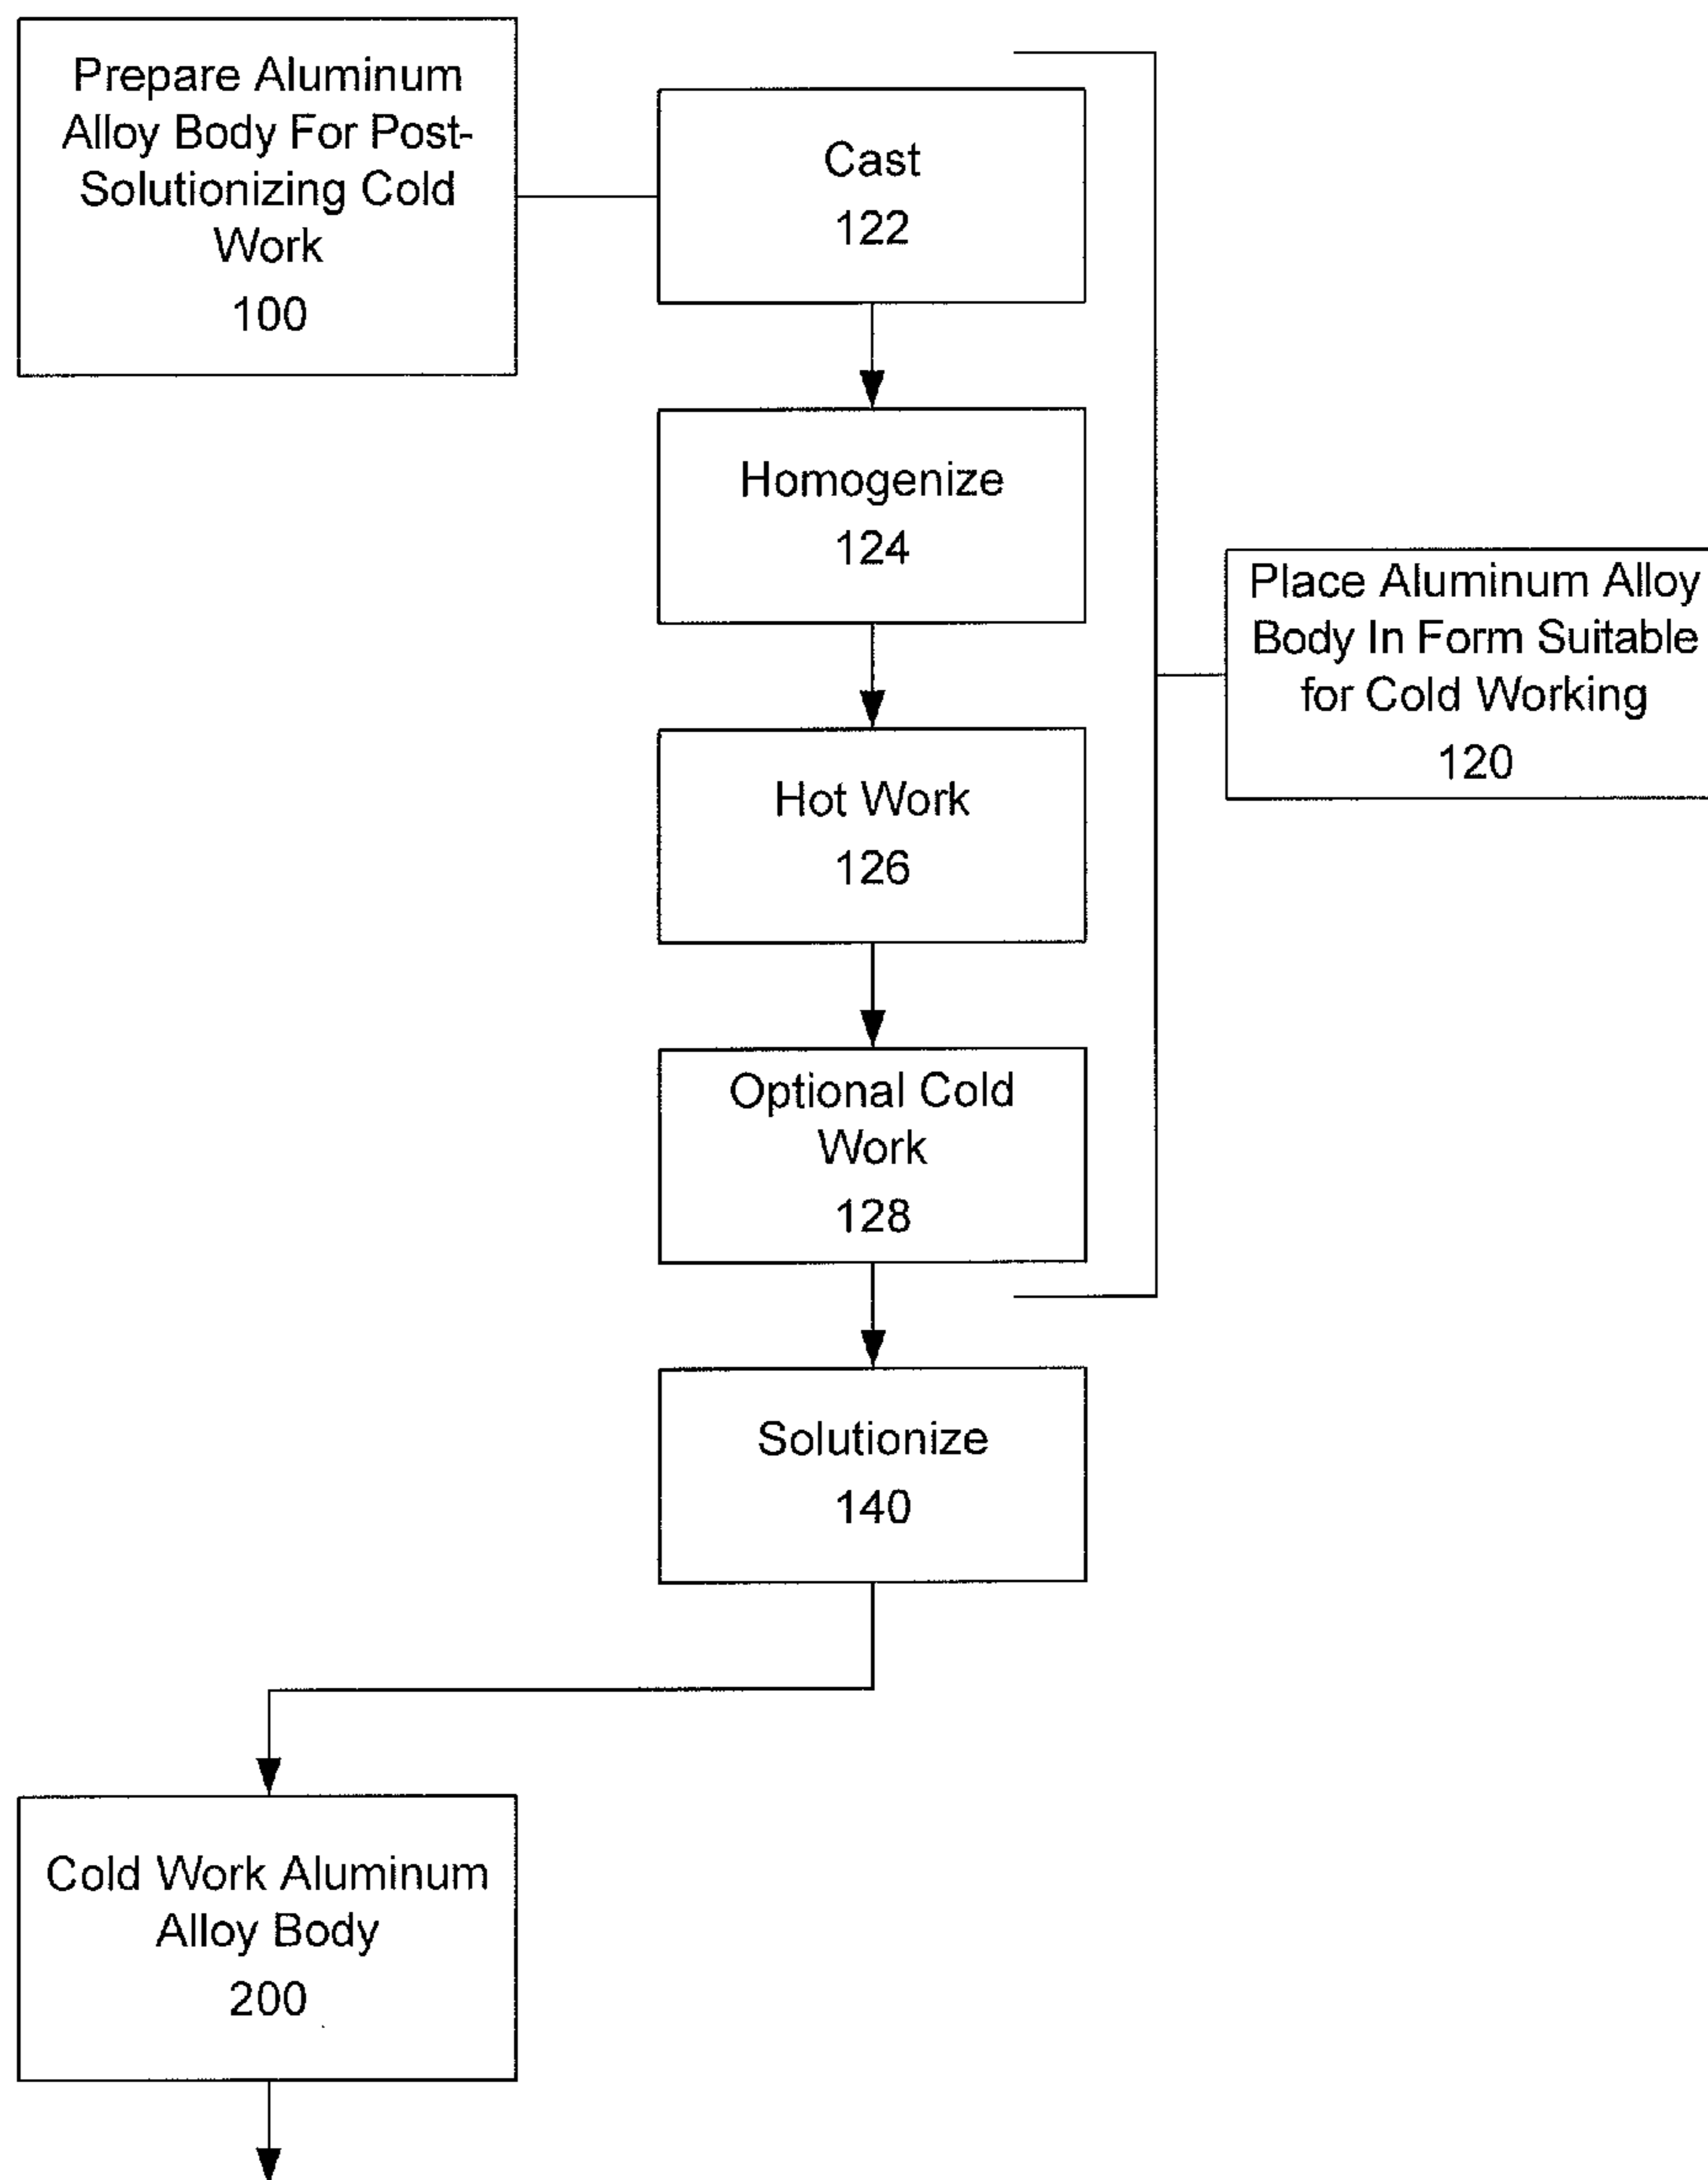 Prepare Aluminum
Alloy Body For Post-
Solutionizing Cold
Work
100
Cast
122
Homogenize
124
Hot Work
126
Place Aluminum Alloy
Body In Form Suitable
for Cold Working
120
Optional Cold
Work
128
Solutionize
140
Cold Work Aluminum
Alloy Body
200